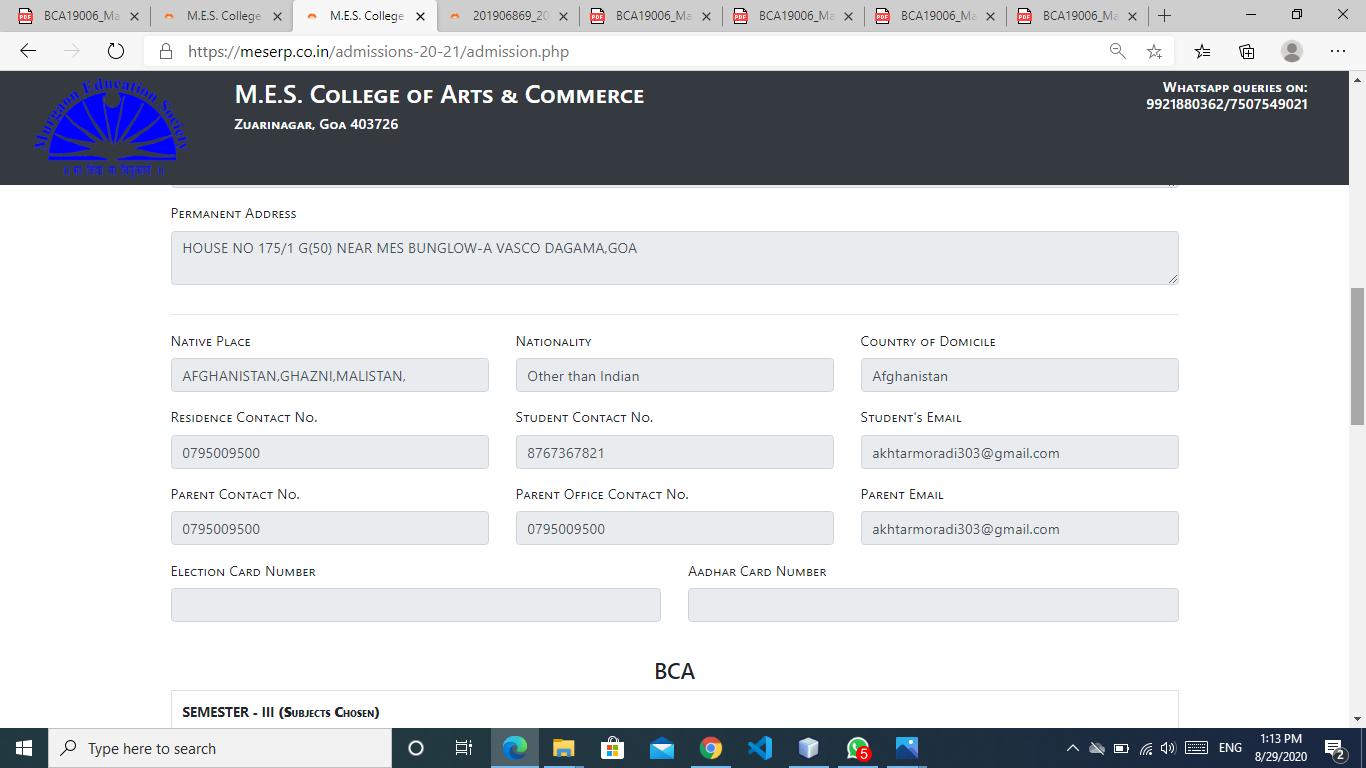 BCA19006_Ma
M.E.S. College
M.E.S. College
201906869_20
BCA19006_Ma
BCA19006_Ma
BCA19006_Ma
BCA19006_Ma
https://meserp.co.in/admissions-20-21/admission.php
Murgaon Education Society
M.E.S. College of Arts & Commerce
Zuarinagar, Goa 403726
Whatsapp queries on:
9921880362/7507549021
Permanent Address
HOUSE NO 175/1 G(50) NEAR MES BUNGLOW-A VASCO DAGAMA,GOA
Native Place Nationality Country of Domicile
AFGHANISTAN,GHAZNI,MALISTAN, Other than Indian Afghanistan
Residence Contact No. Student Contact No. Student's Email
0795009500 8767367821 akhtarmoradi303@gmail.com
Parent Contact No. Parent Office Contact No. Parent Email
0795009500 0795009500 akhtarmoradi303@gmail.com
Election Card Number Aadhar Card Number
BCA
SEMESTER - III (Subjects Chosen)
Type here to search
5
ENG
1:13 PM
8/29/2020
2